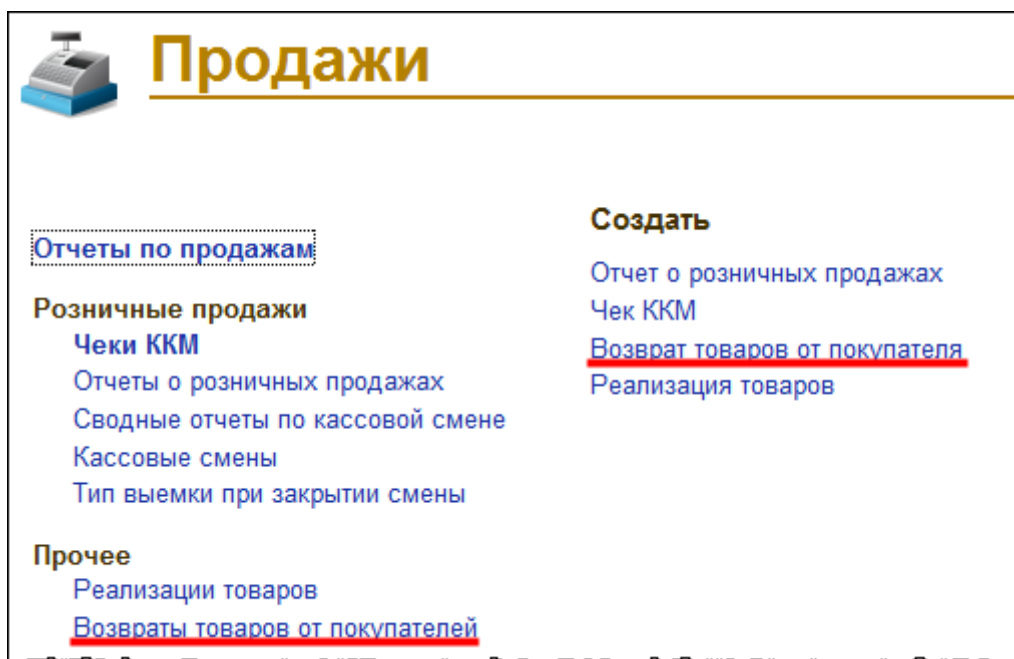 Продажи
Отчеты по продажам
Розничные продажи
Чеки ККМ
Отчеты о розничных продажах
Сводные отчеты по кассовой смене
Кассовые смены
Тип выемки при закрытии смены
Прочее
Реализации товаров
Возвраты товаров от покупателей
Создать
Отчет о розничных продажах
Чек ККМ
Возврат товаров от покупателя
Реализация товаров